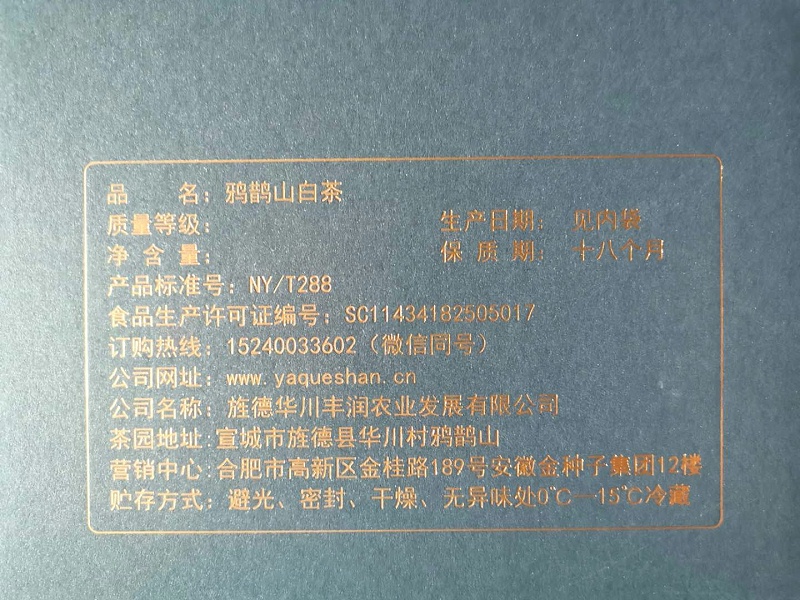 品　　名：鸦鹊山白茶
质量等级：　　　　生产日期：　见内袋
净 含 量：　　　　保 质 期：　十八个月
产品标准号：NY/T288
食品生产许可证编号：SC11434182505017
订购热线：15240033602（微信同号）
公司网址：www.yaqueshan.cn
公司名称：旌德华川丰润农业发展有限公司
茶园地址:宣城市旌德县华川村鸦鹊山
营销中心:合肥市高新区金桂路189号安徽金种子集团12楼
贮存方式：避光、密封、干燥、无异味处0℃—15℃冷藏